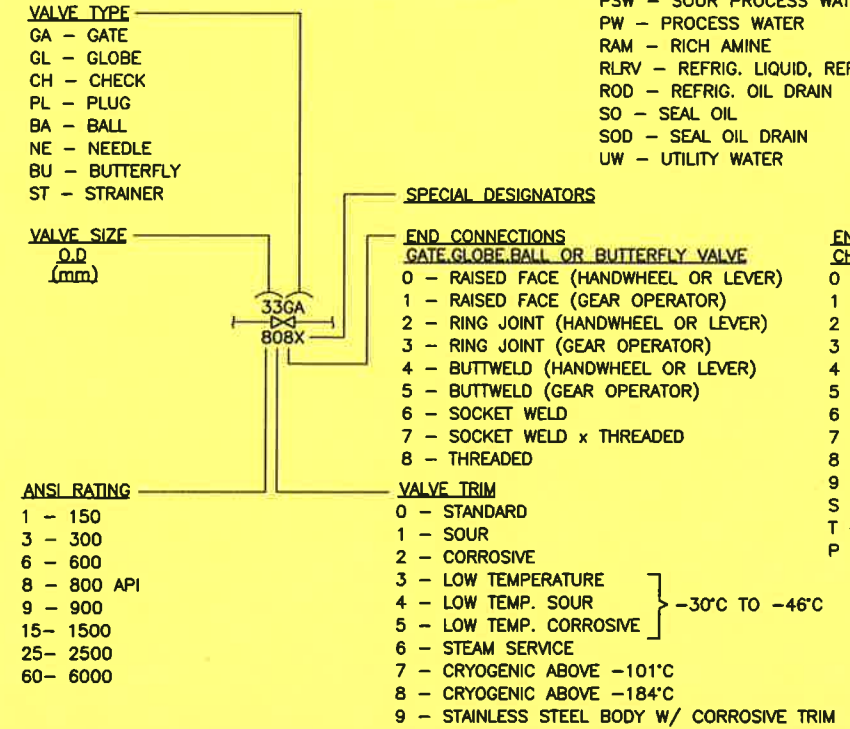 VALVE TYPE
GA – GATE
GL – GLOBE
CH – CHECK
PL – PLUG
BA – BALL
NE – NEEDLE
BU – BUTTERFLY
ST – STRAINER
PSW – SOUR PROCESS
PW – PROCESS WATER
RAM – RICH AMINE
RLRV – REFRIG. LIQUID,
ROD – REFRIG. OIL DRAIN
SO – SEAL OIL
SOD – SEAL OIL DRAIN
UW – UTILITY WATER
VALVE SIZE
O.D
(mm)
33GA
808X
SPECIAL DESIGNATORS
END CONNECTIONS
GATE,GLOBE,BALL OR BUTTERFLY VALVE
0 – RAISED FACE (HANDWHEEL OR LEVER)
1 – RAISED FACE (GEAR OPERATOR)
2 – RING JOINT (HANDWHEEL OR LEVER)
3 – RING JOINT (GEAR OPERATOR)
4 – BUTTWELD (HANDWHEEL OR LEVER)
5 – BUTTWELD (GEAR OPERATOR)
6 – SOCKET WELD
7 – SOCKET WELD x THREADED
8 – THREADED
0
1
2
3
4
5
6
7
8
9
S
T –
P
ANSI RATING
1 – 150
3 – 300
6 – 600
8 – 800 API
9 – 900
15– 1500
25– 2500
60– 6000
VALVE TRIM
0 – STANDARD
1 – SOUR
2 – CORROSIVE
3 – LOW TEMPERATURE
4 – LOW TEMP. SOUR
5 – LOW TEMP. CORROSIVE
–30°C TO –46°C
6 – STEAM SERVICE
7 – CRYOGENIC ABOVE –101°C
8 – CRYOGENIC ABOVE –184°C
9 – STAINLESS STEEL BODY W/ CORROSIVE TRIM